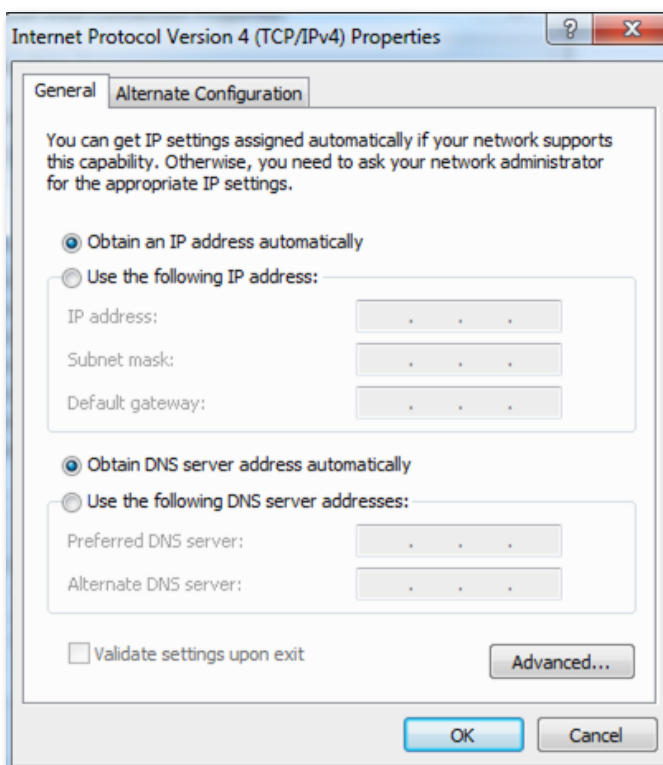 Internet Protocol Version 4 (TCP/IPv4) Properties
General
Alternate Configuration
You can get IP settings assigned automatically if your network supports
this capability. Otherwise, you need to ask your network administrator
for the appropriate IP settings.
Obtain an IP address automatically
Use the following IP address:
IP address:
Subnet mask:
Default gateway:
Obtain DNS server address automatically
Use the following DNS server addresses:
Preferred DNS server:
Alternate DNS server:
Validate settings upon exit
Advanced...
OK
Cancel